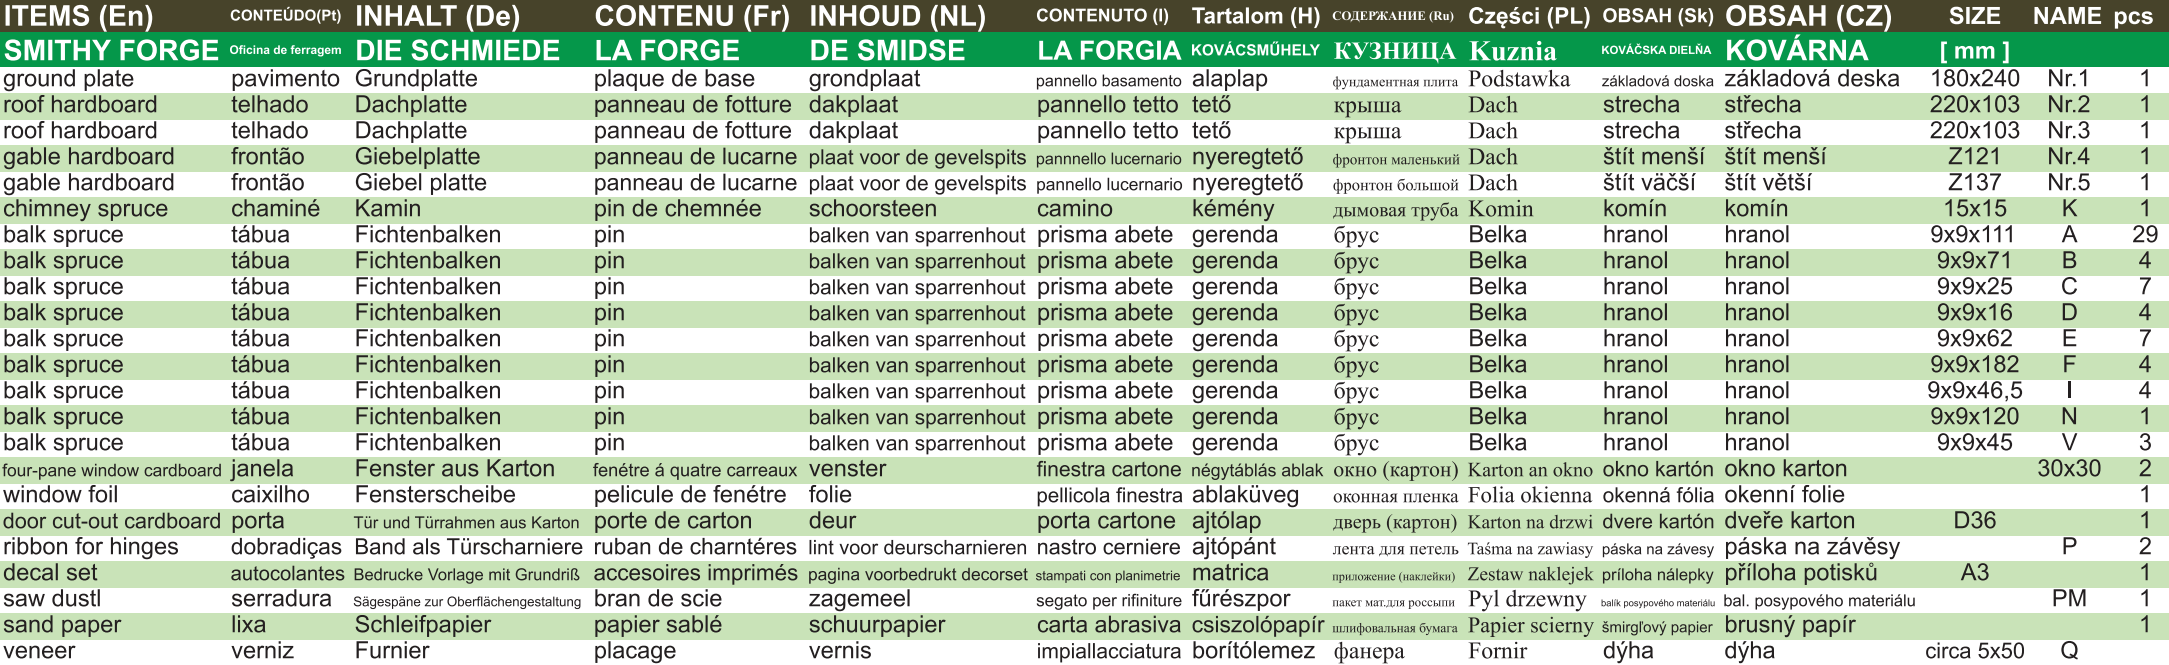 ITEMS (En) CONTEÚDO(Pt) INHALT (De) CONTENU (Fr) INHOUD (NL) CONTENUTO (I) Tartalom (H) СОДЕРЖАНИЕ (Ru) Części (PL) OBSAH (Sk) OBSAH (CZ) SIZE NAME pcs
SMITHY FORGE Oficina de ferragem DIE SCHMIEDE LA FORGE DE SMIDSE LA FORGIA KOVÁCSMŰHELY КУЗНИЦА Kuznia KOVÁČSKA DIELŇA KOVÁRNA [ mm ]
ground plate pavimento Grundplatte plaque de base grondplaat pannello basamento alaplap фундаментная плита Podstawka základová doska základová deska 180x240 Nr.1 1
roof hardboard telhado Dachplatte panneau de fotture dakplaat pannello tetto tető крыша Dach strecha střecha 220x103 Nr.2 1
roof hardboard telhado Dachplatte panneau de fotture dakplaat pannello tetto tető крыша Dach strecha střecha 220x103 Nr.3 1
gable hardboard frontão Giebelplatte panneau de lucarne plaat voor de gevelspits pannnello lucernario nyeregtető фронтон маленький Dach štít menší štít menší Z121 Nr.4 1
gable hardboard frontão Giebel platte panneau de lucarne plaat voor de gevelspits pannello lucernario nyeregtető фронтон большой Dach štít väčší štít větší Z137 Nr.5 1
chimney spruce chaminé Kamin pin de chemnée schoorsteen camino kémény дымовая труба Komin komín komín 15x15 K 1
balk spruce tábua Fichtenbalken pin balken van sparrenhout prisma abete gerenda брус Belka hranol hranol 9x9x111 A 29
balk spruce tábua Fichtenbalken pin balken van sparrenhout prisma abete gerenda брус Belka hranol hranol 9x9x71 B 4
balk spruce tábua Fichtenbalken pin balken van sparrenhout prisma abete gerenda брус Belka hranol hranol 9x9x25 C 7
balk spruce tábua Fichtenbalken pin balken van sparrenhout prisma abete gerenda брус Belka hranol hranol 9x9x16 D 4
balk spruce tábua Fichtenbalken pin balken van sparrenhout prisma abete gerenda брус Belka hranol hranol 9x9x62 E 7
balk spruce tábua Fichtenbalken pin balken van sparrenhout prisma abete gerenda брус Belka hranol hranol 9x9x182 F 4
balk spruce tábua Fichtenbalken pin balken van sparrenhout prisma abete gerenda брус Belka hranol hranol 9x9x46,5 I 4
balk spruce tábua Fichtenbalken pin balken van sparrenhout prisma abete gerenda брус Belka hranol hranol 9x9x120 N 1
balk spruce tábua Fichtenbalken pin balken van sparrenhout prisma abete gerenda брус Belka hranol hranol 9x9x45 V 3
four-pane window cardboard janela Fenster aus Karton fenétre á quatre carreaux venster finestra cartone négytáblás ablak окно (картон) Karton an okno okno kartón okno karton 30x30 2
window foil caixilho Fensterscheibe pelicule de fenétre folie pellicola finestra ablaküveg оконная пленка Folia okienna okenná fólia okenní folie 1
door cut-out cardboard porta Tür und Türrahmen aus Karton porte de carton deur porta cartone ajtólap дверь (картон) Karton na drzwi dvere kartón dveře karton D36 1
ribbon for hinges dobradiças Band als Türscharniere ruban de charntéres lint voor deurscharnieren nastro cerniere ajtópánt лента для петель Taśma na zawiasy páska na závesy páska na závěsy P 2
decal set autocolantes Bedrucke Vorlage mit Grundriß accesoires imprimés pagina voorbedrukt decorset stampati con planimetrie matrica приложение (наклейки) Zestaw naklejek príloha nálepky příloha potisků A3 1
saw dustl serradura Sägespäne zur Oberflächengestaltung bran de scie zagemeel segato per rifiniture fűrészpor пакет мат.для россыпи Pyl drzewny balík posypového materiálu bal. posypového materiálu PM 1
sand paper lixa Schleifpapier papier sablé schuurpapier carta abrasiva csiszolópapír шлифовальная бумага Papier scierny šmirgľový papier brusný papír 1
veneer verniz Furnier placage vernis impiallacciatura borítólemez фанера Fornir dýha dýha circa 5x50 Q